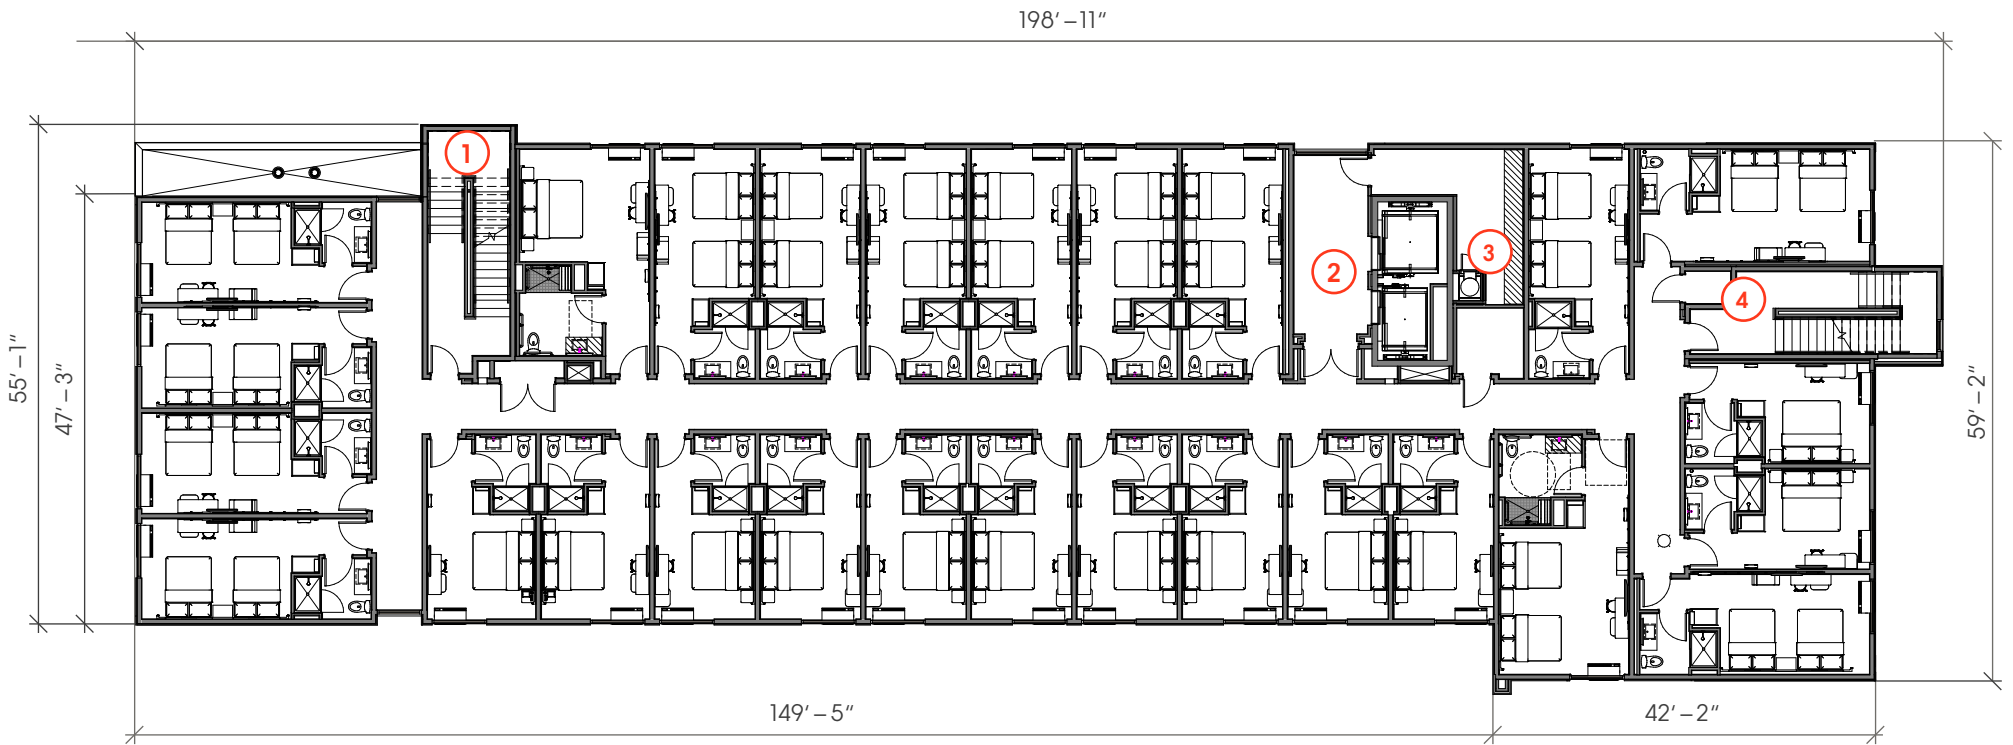 198' – 11"
55' – 1"
47' – 3"
1
2
3
4
59' – 2"
149' – 5"
42' – 2"